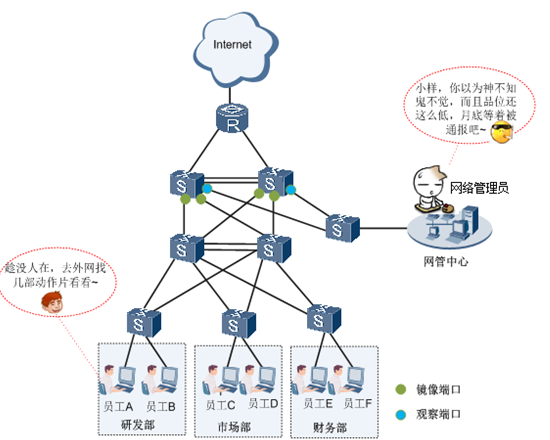 Internet
小样，你以为神不知
鬼不觉，而且品位还
这么低，月底等着被
通报吧~
R
S
S
网络管理员
S
网管中心
S
S
趁没人在，去外网找
几部动作片看看~
S
S
S
员工A
员工B
员工C
员工D
员工E
员工F
研发部
市场部
财务部
镜像端口
观察端口